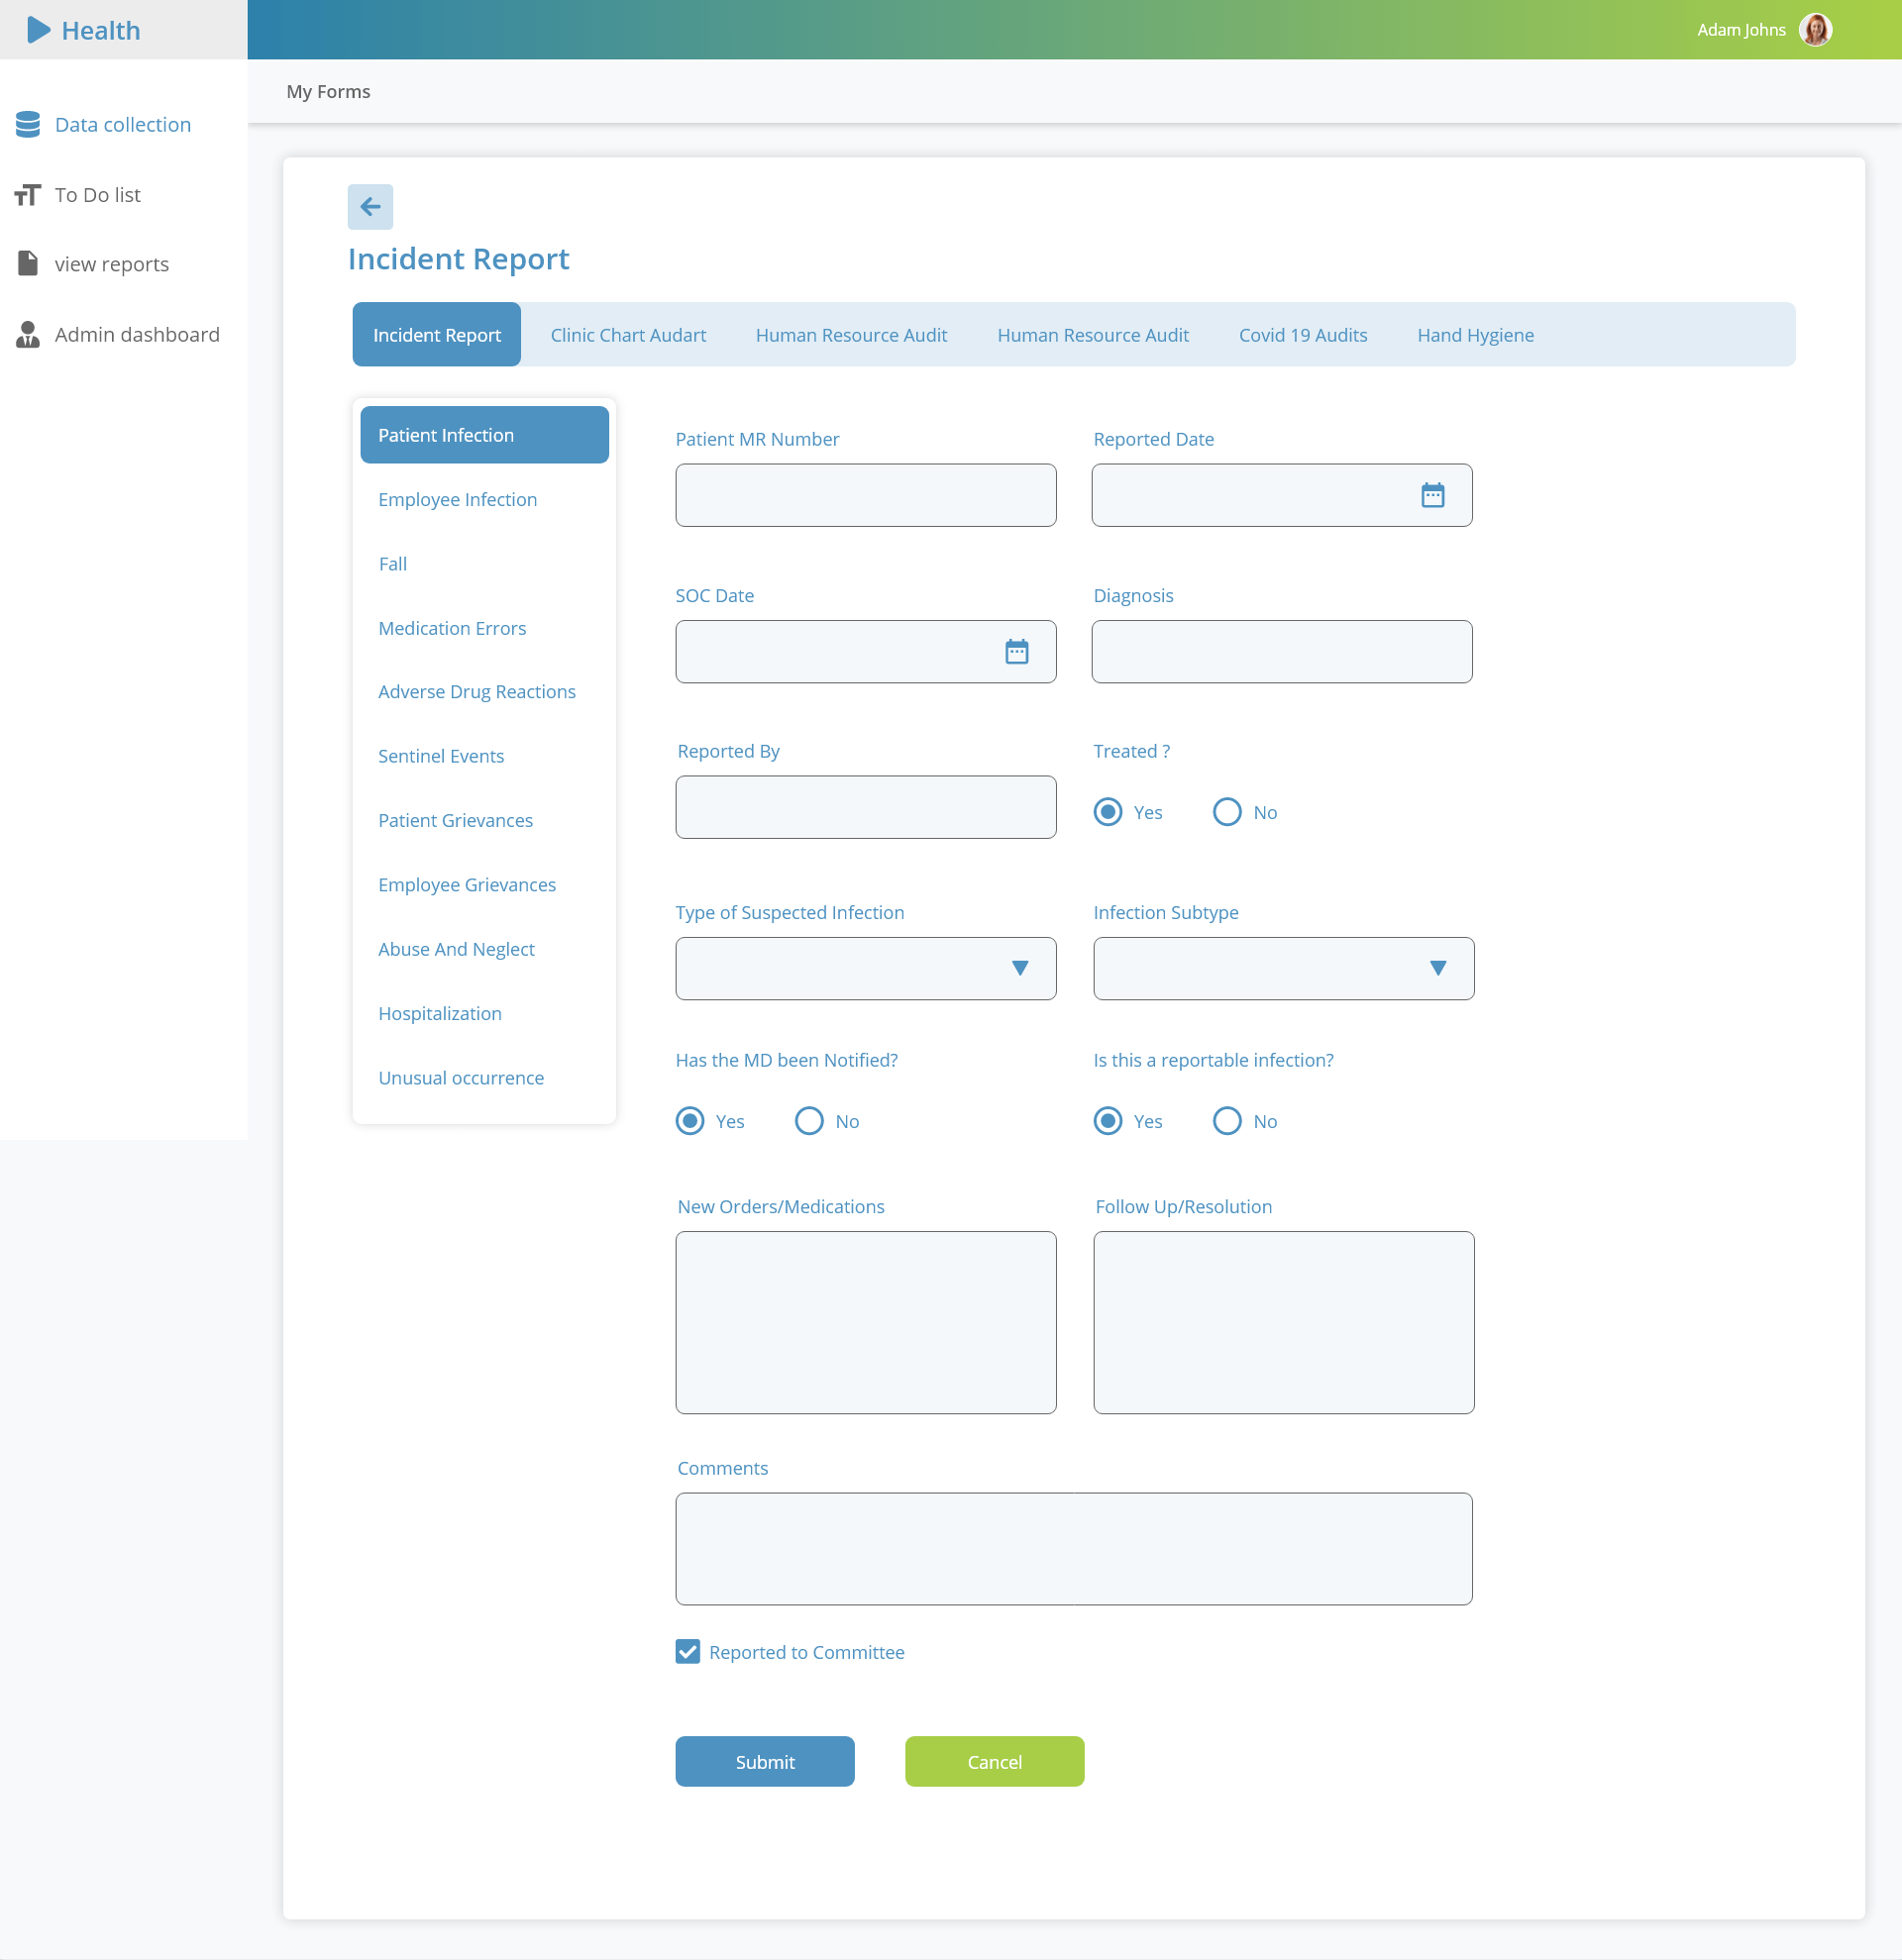 Health
Adam Johns
My Forms
Data collection
To Do list
view reports
Admin dashboard
Incident Report
Incident Report Clinic Chart Audart Human Resource Audit Human Resource Audit Covid 19 Audits Hand Hygiene
Patient Infection
Employee Infection
Fall
Medication Errors
Adverse Drug Reactions
Sentinel Events
Patient Grievances
Employee Grievances
Abuse And Neglect
Hospitalization
Unusual occurrence
Patient MR Number Reported Date
SOC Date Diagnosis
Reported By Treated ?
Yes No
Type of Suspected Infection Infection Subtype
Has the MD been Notified? Is this a reportable infection?
Yes No Yes No
New Orders/Medications Follow Up/Resolution
Comments
Reported to Committee
Submit Cancel